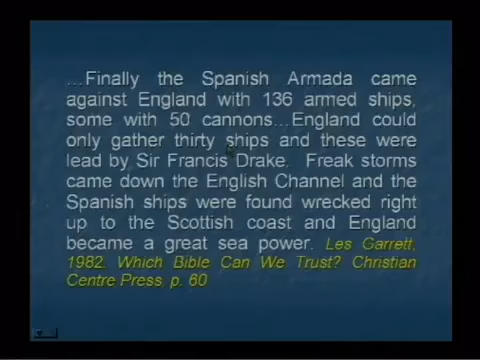 ...Finally the Spanish Armada came
against England with 136 armed ships,
some with 50 cannons...England could
only gather thirty ships and these were
lead by Sir Francis Drake. Freak storms
came down the English Channel and the
Spanish ships were found wrecked right
up to the Scottish coast and England
became a great sea power. Les Garrett,
1982. Which Bible Can We Trust? Christian
Centre Press, p. 60